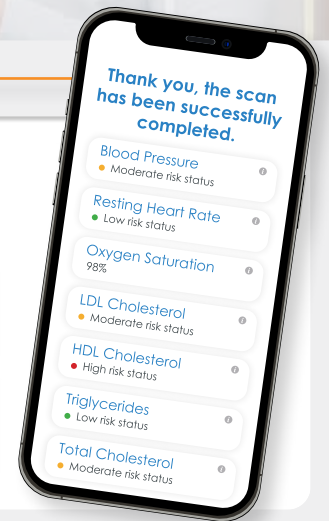 Thank you, the scan
has been successfully
completed.
Blood Pressure
Moderate risk status
Resting Heart Rate
Low risk status
Oxygen Saturation
98%
LDL Cholesterol
Moderate risk status
HDL Cholesterol
High risk status
Triglycerides
Low risk status
Total Cholesterol
Moderate risk status